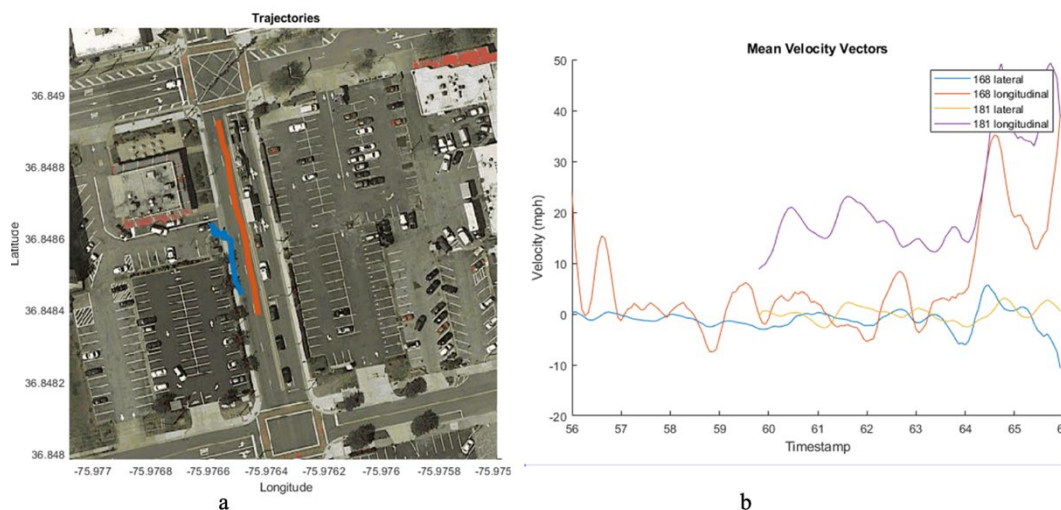 Trajectories
36.849
36.8488
36.8486
36.8484
36.8482
36.848
Latitude
-75.977 -75.9768 -75.9766 -75.9764 -75.9762 -75.976 -75.9758 -75.975
Longitude
a
Mean Velocity Vectors
168 lateral
168 longitudinal
181 lateral
181 longitudinal
50
40
30
20
10
0
-10
-20
Velocity (mph)
56 57 58 59 60 61 62 63 64 65 6
Timestamp
b